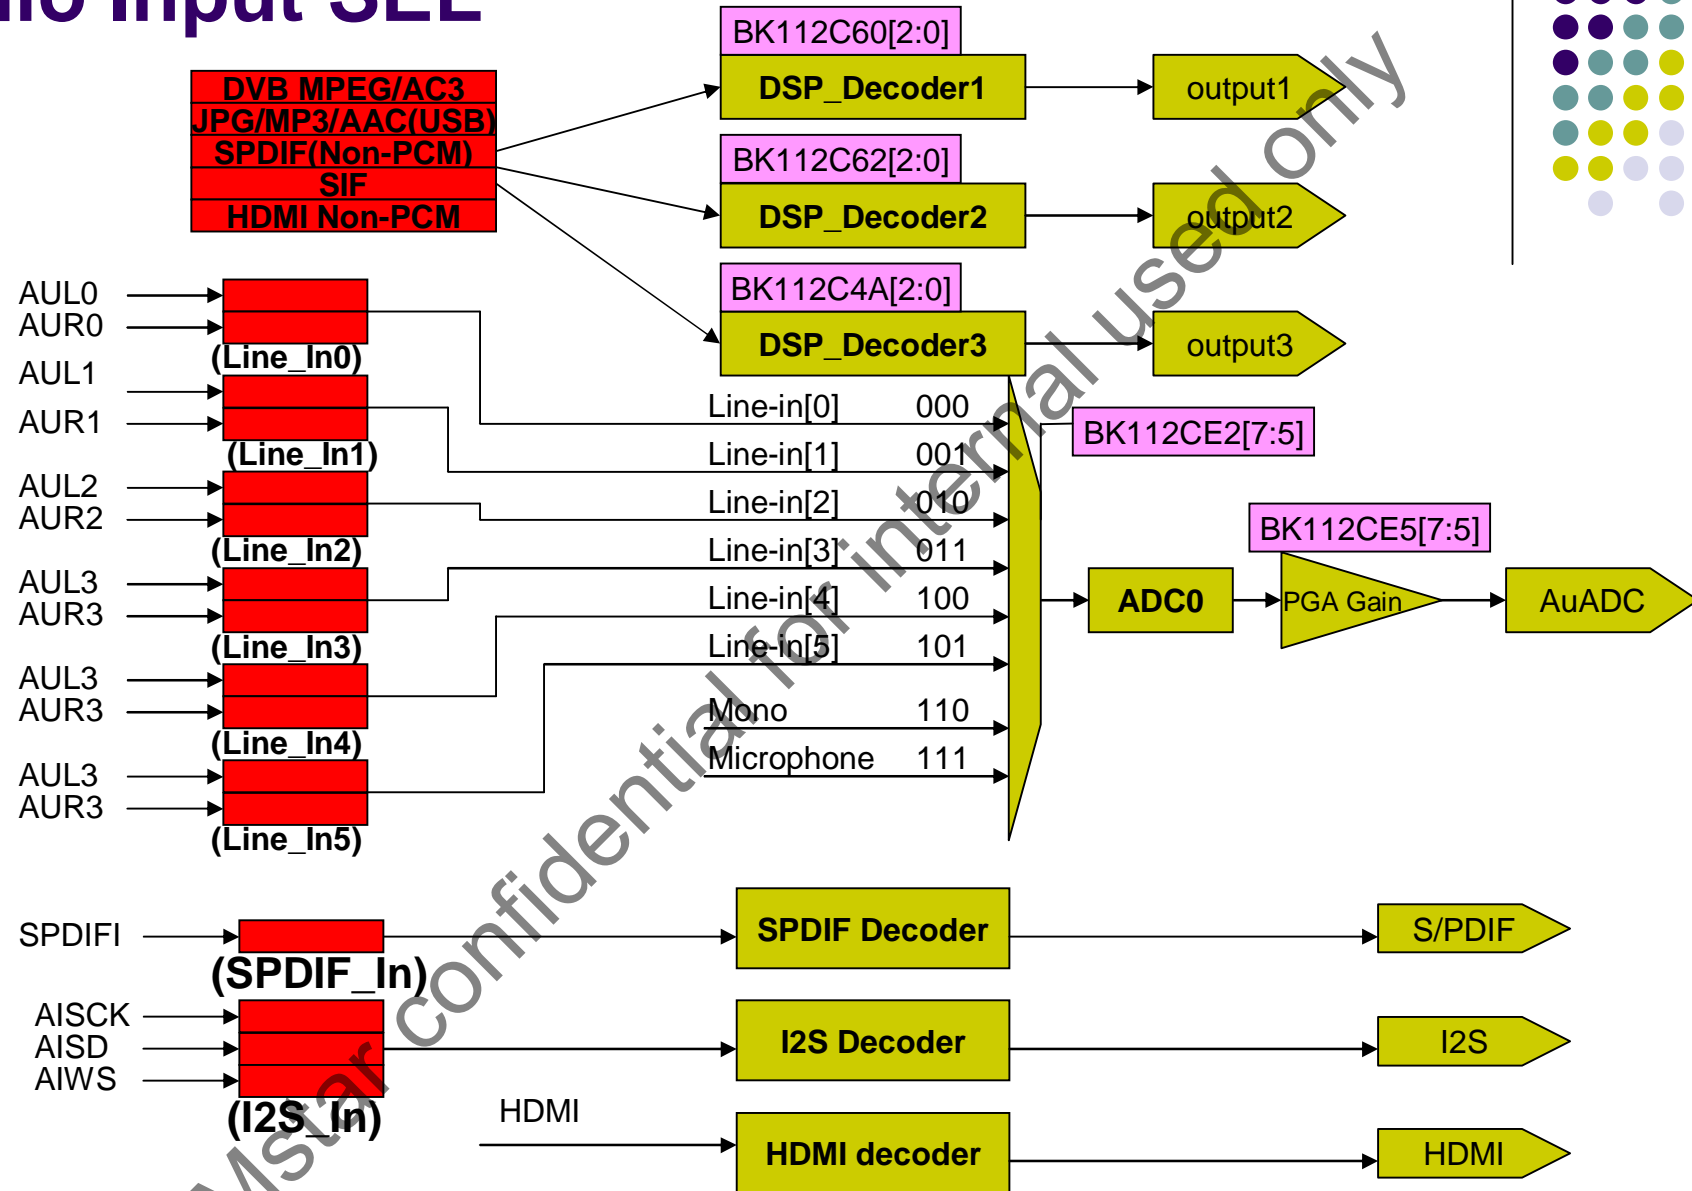 Input SEL
BK112C60[2:0]
DVB MPEG/AC3
JPG/MP3/AAC(USB)
SPDIF(Non-PCM)
SIF
HDMI Non-PCM
DSP_Decoder1
output1
BK112C62[2:0]
DSP_Decoder2
output2
BK112C4A[2:0]
DSP_Decoder3
output3
AUL0
AUR0
(Line_In0)
AUL1
AUR1
(Line_In1)
AUL2
AUR2
(Line_In2)
AUL3
AUR3
(Line_In3)
AUL3
AUR3
(Line_In4)
AUL3
AUR3
(Line_In5)
Line-in[0] 000
Line-in[1] 001
Line-in[2] 010
Line-in[3] 011
Line-in[4] 100
Line-in[5] 101
Mono 110
Microphone 111
BK112CE2[7:5]
ADC0
BK112CE5[7:5]
PGA Gain
AuADC
SPDIFI
(SPDIF_In)
SPDIF Decoder
S/PDIF
AISCK
AISD
AIWS
(I2S_In)
I2S Decoder
I2S
HDMI
HDMI decoder
HDMI
Mstar confidential for internal used only